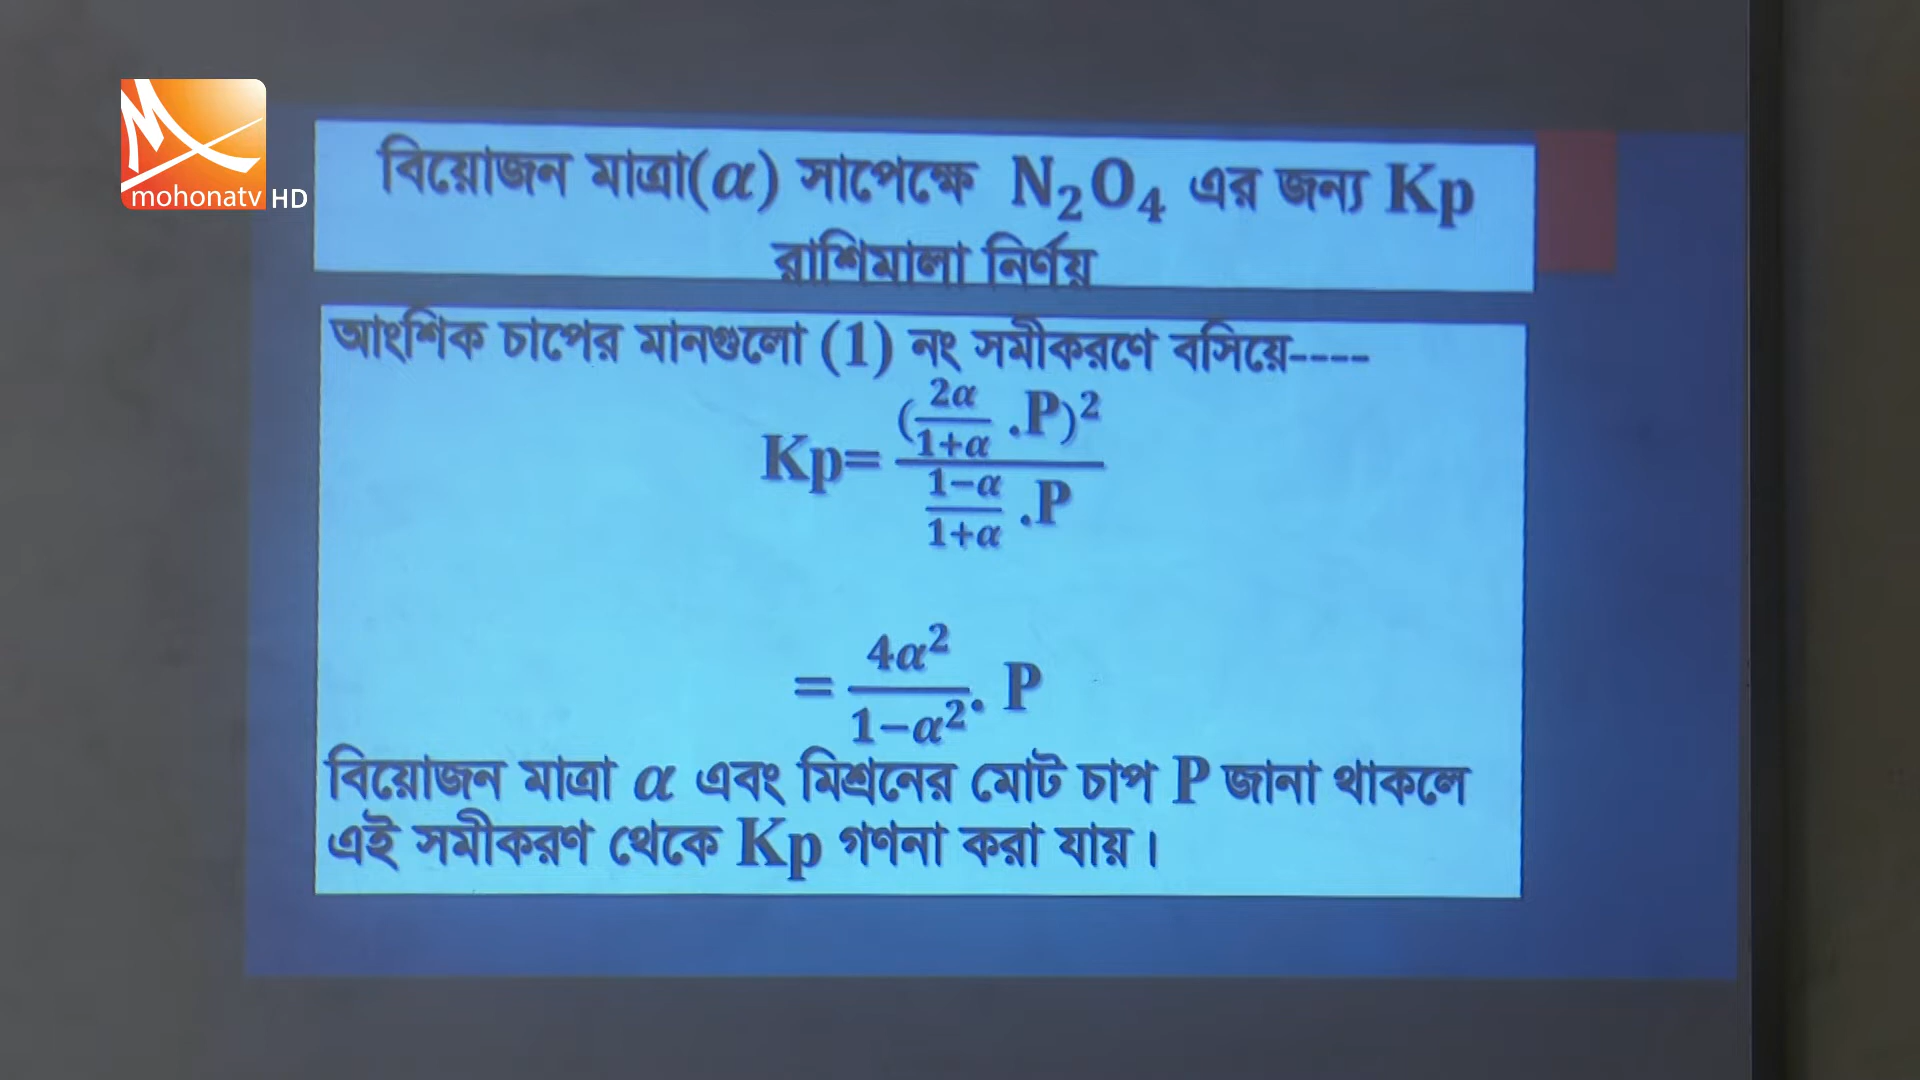 mohonatv HD
বিয়োজন মাত্রা(α) সাপেক্ষে N₂O₄ এর জন্য Kp
রাশিমালা নির্ণয়
আংশিক চাপের মানগুলো (1) নং সমীকরণে বসিয়ে----
Kp= (2α/1+α .P)² / (1−α/1+α .P)
= 4α²/1−α² . P
বিয়োজন মাত্রা α এবং মিশ্রনের মোট চাপ P জানা থাকলে
এই সমীকরণ থেকে Kp গণনা করা যায়।